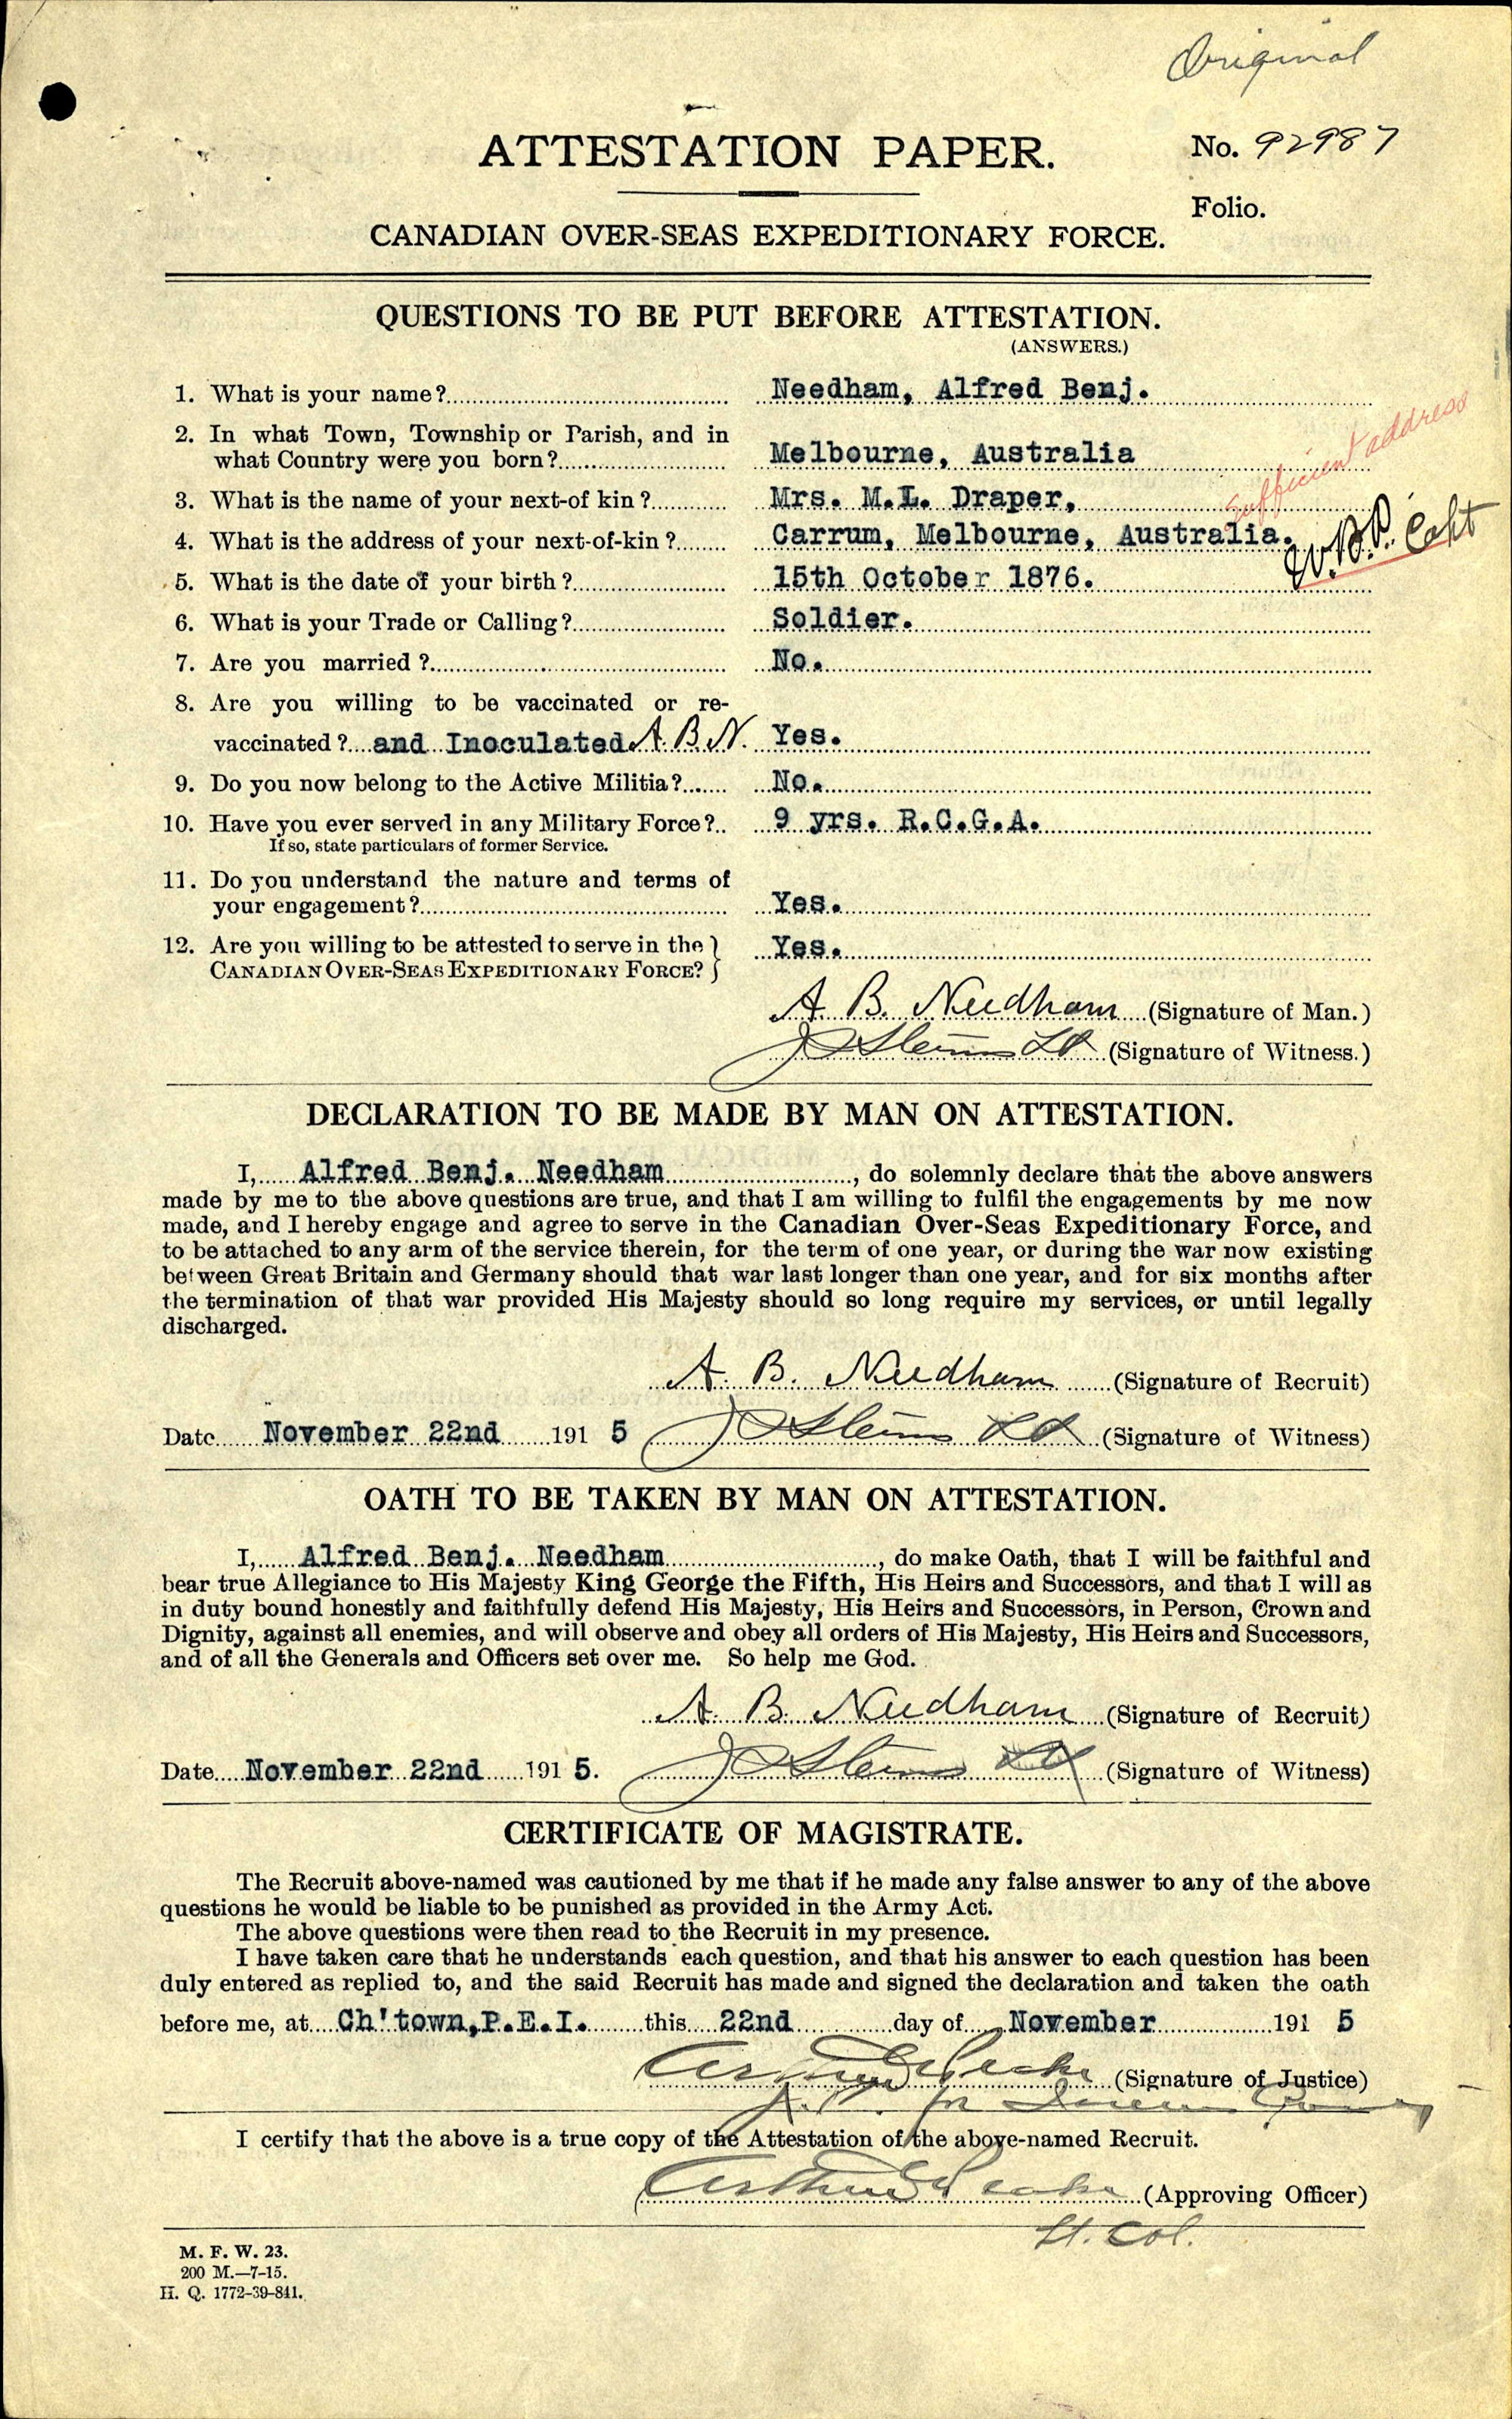 Original
ATTESTATION PAPER.
No. 92987
Folio.
CANADIAN OVER-SEAS EXPEDITIONARY FORCE.
QUESTIONS TO BE PUT BEFORE ATTESTATION.
(ANSWERS.)
1. What is your name? Needham, Alfred Benj.
2. In what Town, Township or Parish, and in
what Country were you born? Melbourne, Australia
Sufficient address
3. What is the name of your next-of kin? Mrs. M.L. Draper,
4. What is the address of your next-of-kin? Carrum, Melbourne, Australia.
W.B.P. Capt
5. What is the date of your birth? 15th October 1876.
6. What is your Trade or Calling? Soldier.
7. Are you married? No.
8. Are you willing to be vaccinated or re-
vaccinated? and Inoculated A.B.N. Yes.
9. Do you now belong to the Active Militia? No.
10. Have you ever served in any Military Force? 9 yrs. R.C.G.A.
If so, state particulars of former Service.
11. Do you understand the nature and terms of
your engagement? Yes.
12. Are you willing to be attested to serve in the } Yes.
CANADIAN OVER-SEAS EXPEDITIONARY FORCE?
A. B. Needham (Signature of Man.)
(Signature of Witness.)
DECLARATION TO BE MADE BY MAN ON ATTESTATION.
I, Alfred Benj. Needham, do solemnly declare that the above answers
made by me to the above questions are true, and that I am willing to fulfil the engagements by me now
made, and I hereby engage and agree to serve in the Canadian Over-Seas Expeditionary Force, and
to be attached to any arm of the service therein, for the term of one year, or during the war now existing
between Great Britain and Germany should that war last longer than one year, and for six months after
the termination of that war provided His Majesty should so long require my services, or until legally
discharged.
A. B. Needham (Signature of Recruit)
Date November 22nd 191 5 (Signature of Witness)
OATH TO BE TAKEN BY MAN ON ATTESTATION.
I, Alfred Benj. Needham, do make Oath, that I will be faithful and
bear true Allegiance to His Majesty King George the Fifth, His Heirs and Successors, and that I will as
in duty bound honestly and faithfully defend His Majesty, His Heirs and Successors, in Person, Crown and
Dignity, against all enemies, and will observe and obey all orders of His Majesty, His Heirs and Successors,
and of all the Generals and Officers set over me. So help me God.
A. B. Needham (Signature of Recruit)
Date November 22nd 191 5. (Signature of Witness)
CERTIFICATE OF MAGISTRATE.
The Recruit above-named was cautioned by me that if he made any false answer to any of the above
questions he would be liable to be punished as provided in the Army Act.
The above questions were then read to the Recruit in my presence.
I have taken care that he understands each question, and that his answer to each question has been
duly entered as replied to, and the said Recruit has made and signed the declaration and taken the oath
before me, at Ch'town, P.E.I. this 22nd day of November 191 5
(Signature of Justice)
I certify that the above is a true copy of the Attestation of the above-named Recruit.
(Approving Officer)
Lt. Col.
M. F. W. 23.
200 M.—7-15.
H. Q. 1772-39-841.